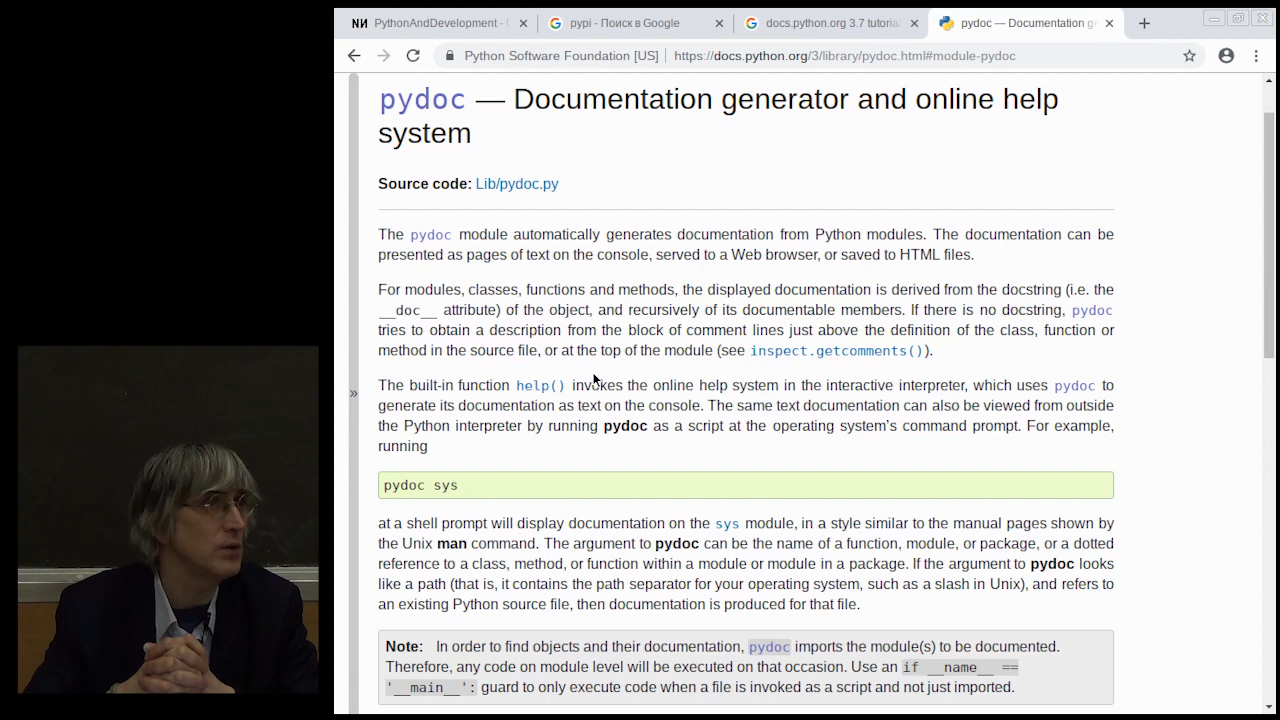 PythonAndDevelopment - 
pypi - Поиск в Google
docs.python.org 3.7 tutorial
pydoc — Documentation ge
Python Software Foundation [US]
https://docs.python.org/3/library/pydoc.html#module-pydoc
pydoc — Documentation generator and online help
system
Source code: Lib/pydoc.py
The pydoc module automatically generates documentation from Python modules. The documentation can be
presented as pages of text on the console, served to a Web browser, or saved to HTML files.
For modules, classes, functions and methods, the displayed documentation is derived from the docstring (i.e. the
__doc__ attribute) of the object, and recursively of its documentable members. If there is no docstring, pydoc
tries to obtain a description from the block of comment lines just above the definition of the class, function or
method in the source file, or at the top of the module (see inspect.getcomments()).
The built-in function help() invokes the online help system in the interactive interpreter, which uses pydoc to
generate its documentation as text on the console. The same text documentation can also be viewed from outside
the Python interpreter by running pydoc as a script at the operating system's command prompt. For example,
running
pydoc sys
at a shell prompt will display documentation on the sys module, in a style similar to the manual pages shown by
the Unix man command. The argument to pydoc can be the name of a function, module, or package, or a dotted
reference to a class, method, or function within a module or module in a package. If the argument to pydoc looks
like a path (that is, it contains the path separator for your operating system, such as a slash in Unix), and refers to
an existing Python source file, then documentation is produced for that file.
Note: In order to find objects and their documentation, pydoc imports the module(s) to be documented.
Therefore, any code on module level will be executed on that occasion. Use an if __name__ ==
'__main__': guard to only execute code when a file is invoked as a script and not just imported.